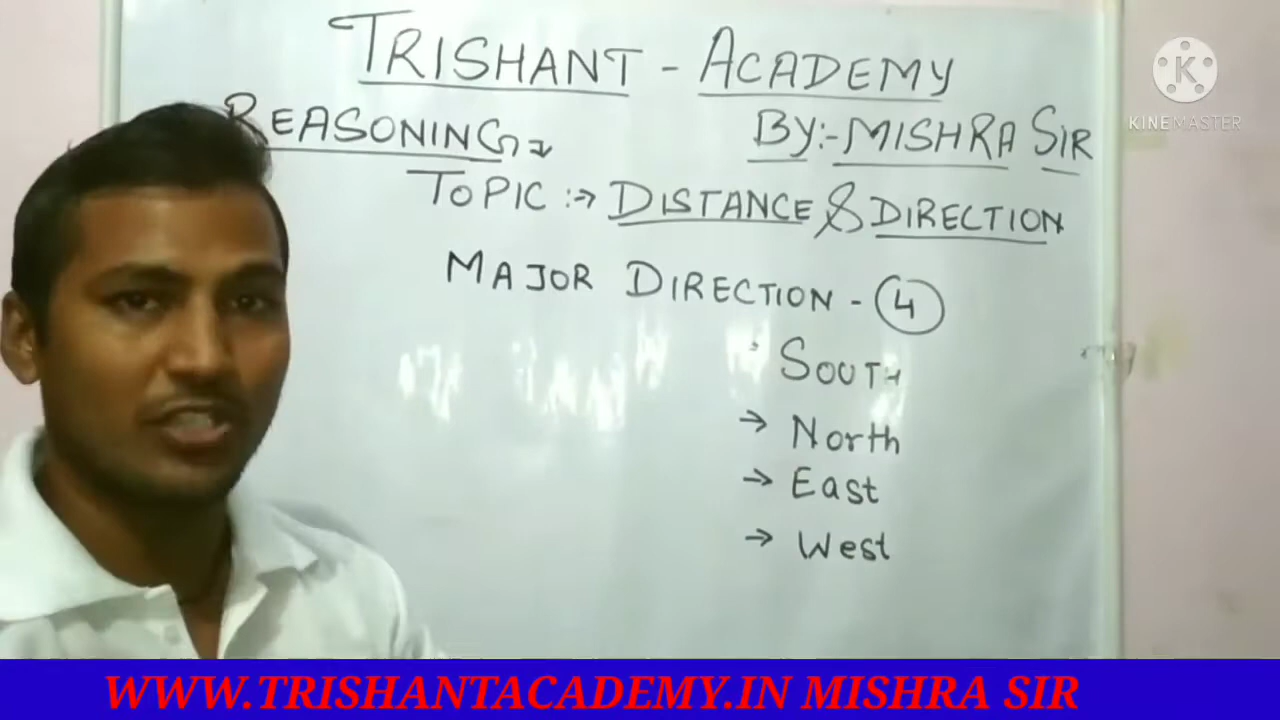 TRISHANT - ACADEMY
K
KINEMASTER
REASONING
BY:- MISHRA SIR
TOPIC :→ DISTANCE & DIRECTION
MAJOR DIRECTION - 4
SOUTH
→ North
→ East
→ West
WWW.TRISHANTACADEMY.IN MISHRA SIR